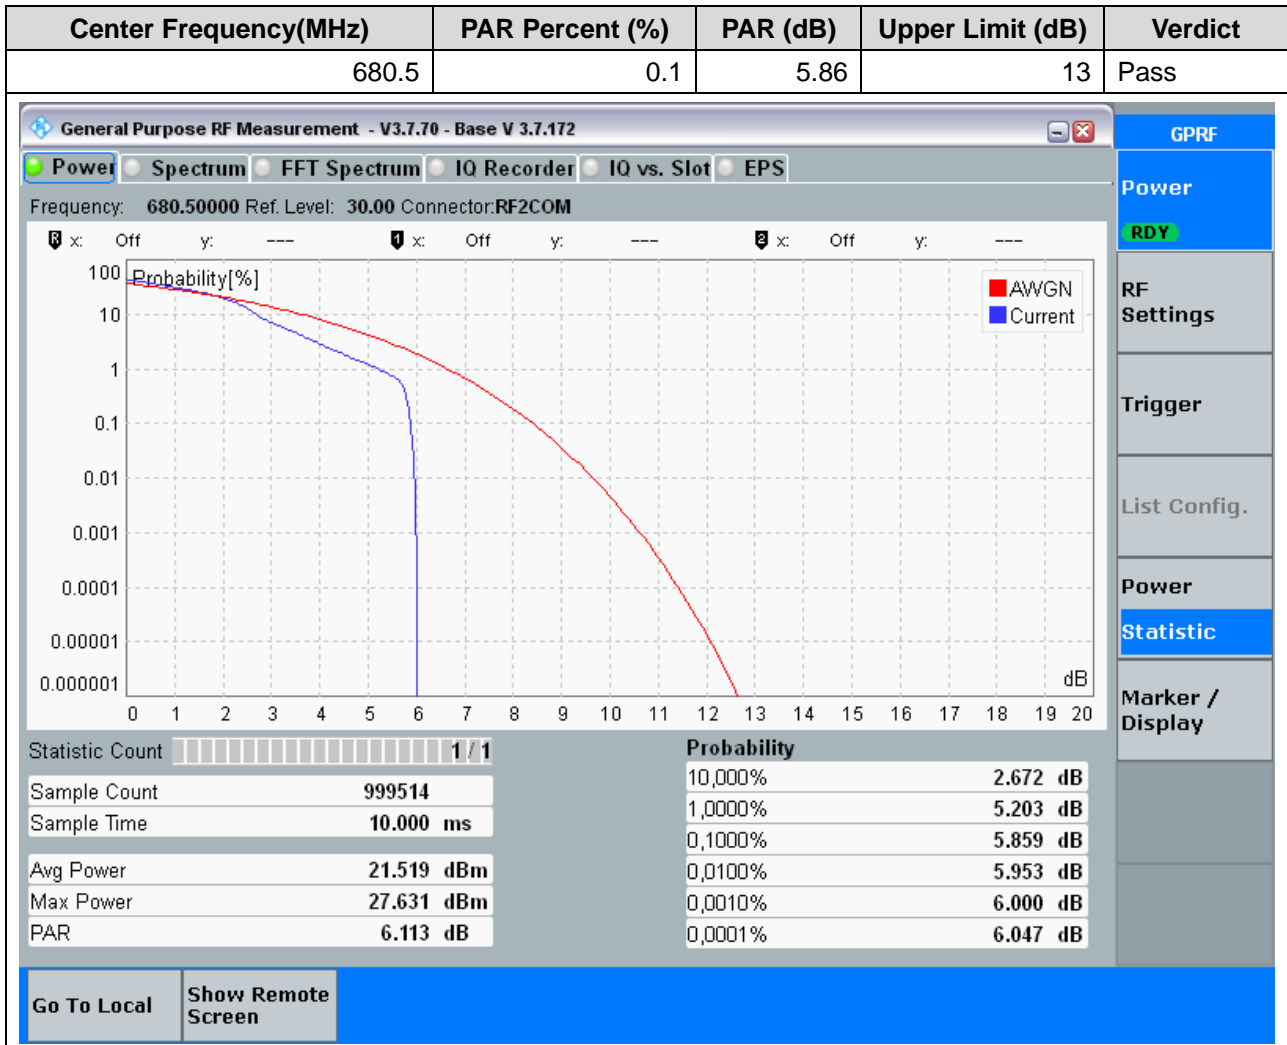 Center Frequency(MHz) PAR Percent (%) PAR (dB) Upper Limit (dB) Verdict
680.5 0.1 5.86 13 Pass
General Purpose RF Measurement - V3.7.70 - Base V 3.7.172
GPRF
Power Spectrum FFT Spectrum IQ Recorder IQ vs. Slot EPS
Power
RDY
Frequency: 680.50000 Ref. Level: 30.00 Connector:RF2COM
R x: Off y: --- 1 x: Off y: --- 2 x: Off y: ---
Probability[%]
AWGN
Current
100
10
1
0.1
0.01
0.001
0.0001
0.00001
0.000001
dB
0 1 2 3 4 5 6 7 8 9 10 11 12 13 14 15 16 17 18 19 20
RF
Settings
Trigger
List Config.
Power
Statistic
Marker /
Display
Statistic Count 1 / 1
Sample Count 999514
Sample Time 10.000 ms
Avg Power 21.519 dBm
Max Power 27.631 dBm
PAR 6.113 dB
Probability
10,000% 2.672 dB
1,0000% 5.203 dB
0,1000% 5.859 dB
0,0100% 5.953 dB
0,0010% 6.000 dB
0,0001% 6.047 dB
Go To Local
Show Remote
Screen